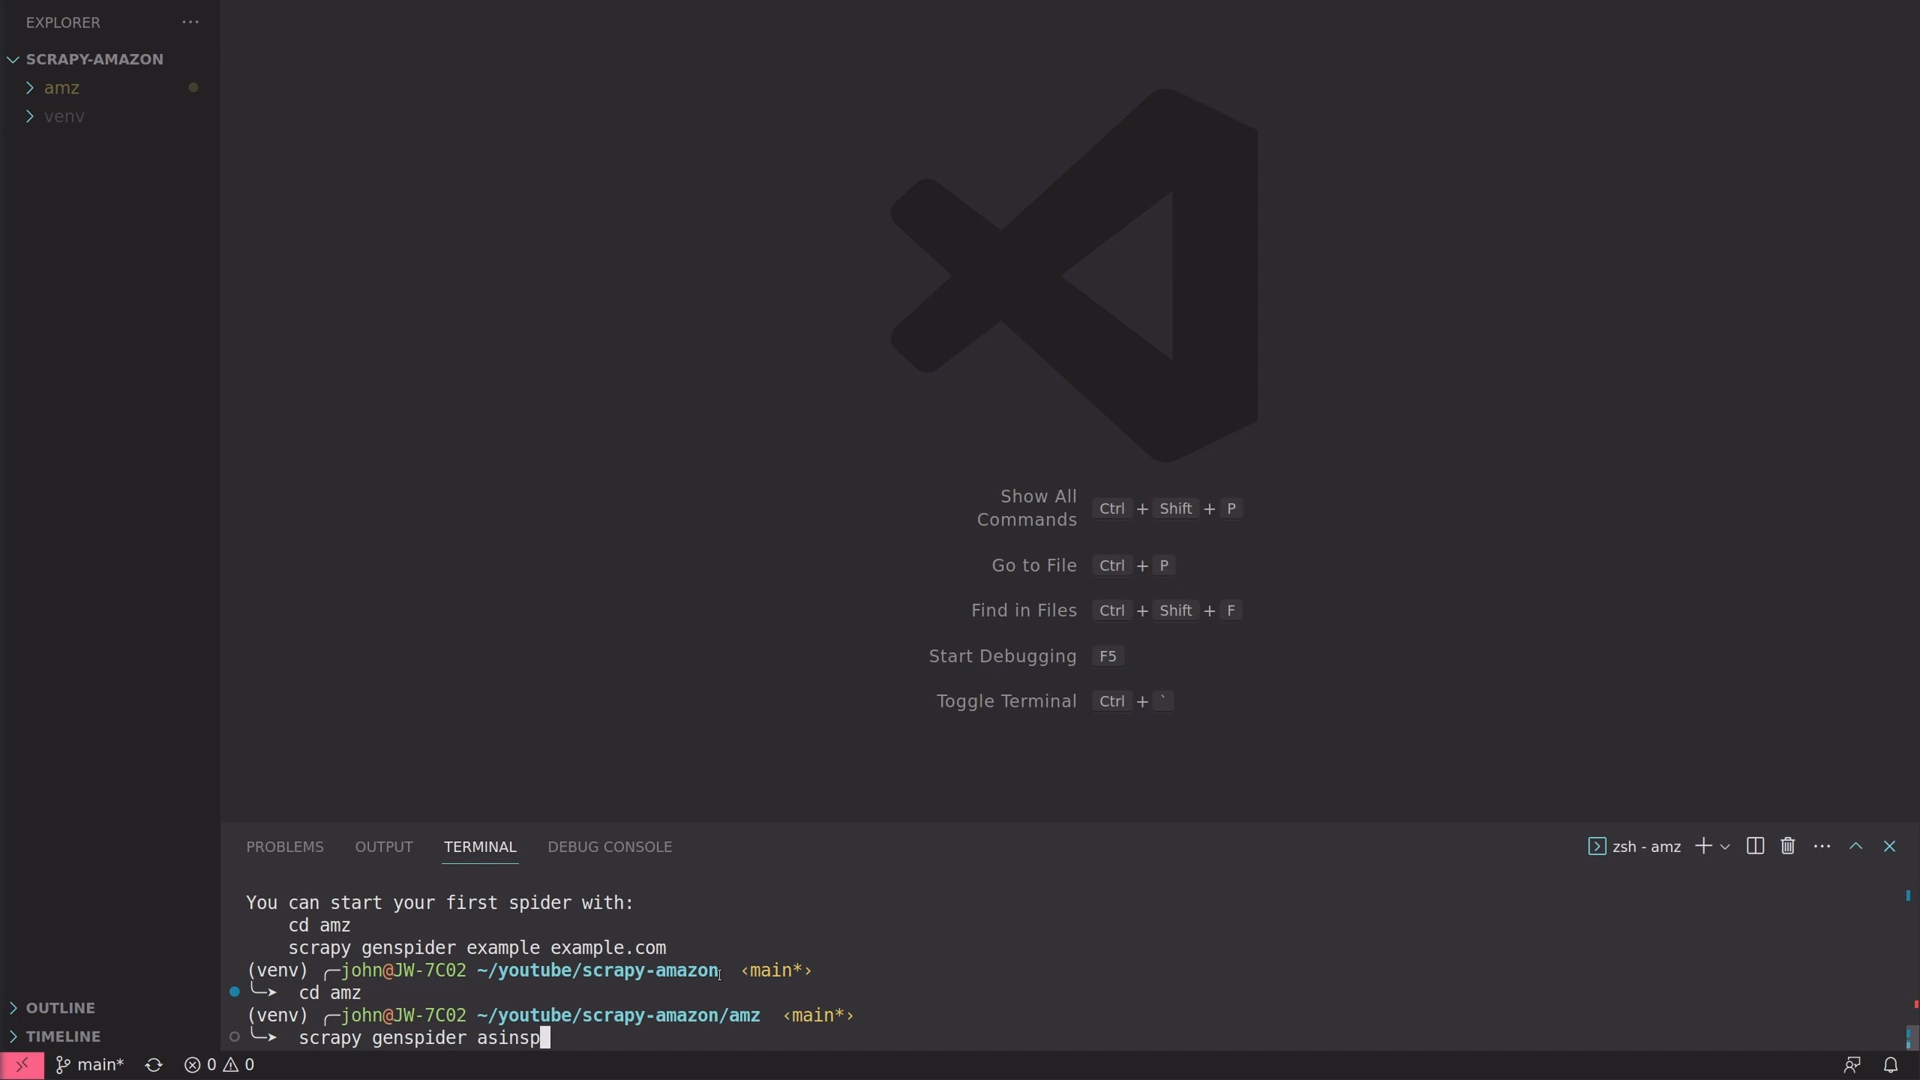 EXPLORER
SCRAPY-AMAZON
amz
venv
OUTLINE
TIMELINE
Show All Commands Ctrl + Shift + P
Go to File Ctrl + P
Find in Files Ctrl + Shift + F
Start Debugging F5
Toggle Terminal Ctrl + `
PROBLEMS OUTPUT TERMINAL DEBUG CONSOLE zsh - amz
You can start your first spider with:
cd amz
scrapy genspider example example.com
(venv) ╭─john@JW-7C02 ~/youtube/scrapy-amazon ‹main*›
╰─➤ cd amz
(venv) ╭─john@JW-7C02 ~/youtube/scrapy-amazon/amz ‹main*›
╰─➤ scrapy genspider asinsp
main* 0 0